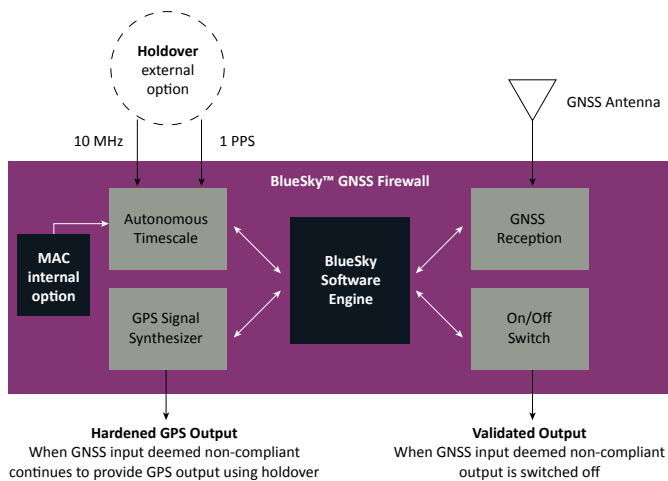 Holdover
external
option
GNSS Antenna
10 MHz
1 PPS
BlueSky™ GNSS Firewall
Autonomous
Timescale
GNSS
Reception
MAC
internal
option
BlueSky
Software
Engine
GPS Signal
Synthesizer
On/Off
Switch
Hardened GPS Output
When GNSS input deemed non-compliant
continues to provide GPS output using holdover
Validated Output
When GNSS input deemed non-compliant
output is switched off